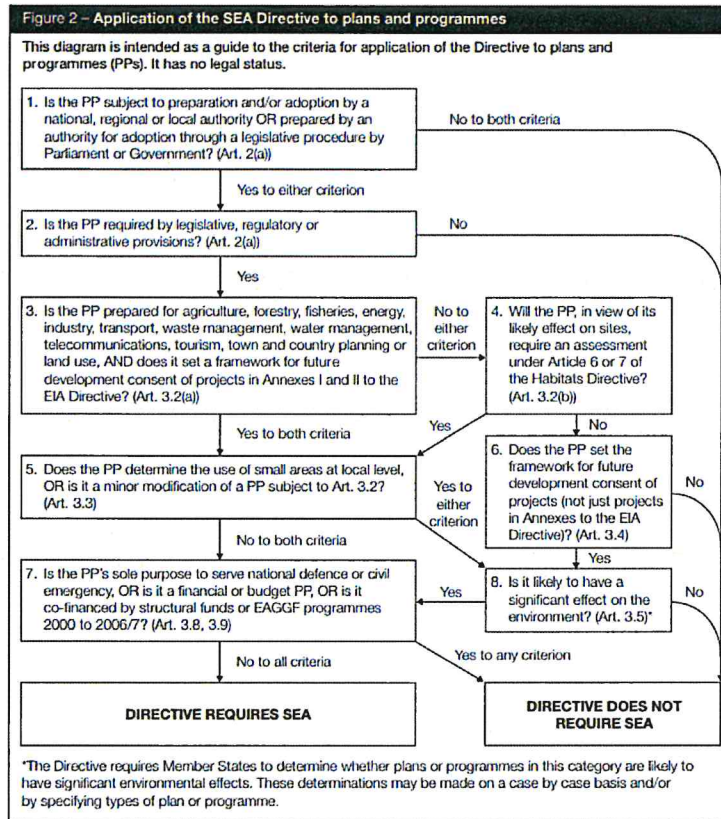 Figure 2 – Application of the SEA Directive to plans and programmes
This diagram is intended as a guide to the criteria for application of the Directive to plans and
programmes (PPs). It has no legal status.
1. Is the PP subject to preparation and/or adoption by a
national, regional or local authority OR prepared by an
authority for adoption through a legislative procedure by
Parliament or Government? (Art. 2(a))
No to both criteria
Yes to either criterion
2. Is the PP required by legislative, regulatory or
administrative provisions? (Art. 2(a))
No
Yes
3. Is the PP prepared for agriculture, forestry, fisheries, energy,
industry, transport, waste management, water management,
telecommunications, tourism, town and country planning or
land use, AND does it set a framework for future
development consent of projects in Annexes I and II to the
EIA Directive? (Art. 3.2(a))
No to
either
criterion
4. Will the PP, in view of its
likely effect on sites,
require an assessment
under Article 6 or 7 of
the Habitats Directive?
(Art. 3.2(b))
Yes to both criteria
Yes
No
5. Does the PP determine the use of small areas at local level,
OR is it a minor modification of a PP subject to Art. 3.2?
(Art. 3.3)
Yes to
either
criterion
6. Does the PP set the
framework for future
development consent of
projects (not just projects
in Annexes to the EIA
Directive)? (Art. 3.4)
No
No to both criteria
Yes
7. Is the PP's sole purpose to serve national defence or civil
emergency, OR is it a financial or budget PP, OR is it
co-financed by structural funds or EAGGF programmes
2000 to 2006/7? (Art. 3.8, 3.9)
Yes
8. Is it likely to have a
significant effect on the
environment? (Art. 3.5)*
No
No to all criteria
Yes to any criterion
DIRECTIVE REQUIRES SEA
DIRECTIVE DOES NOT
REQUIRE SEA
*The Directive requires Member States to determine whether plans or programmes in this category are likely to
have significant environmental effects. These determinations may be made on a case by case basis and/or
by specifying types of plan or programme.